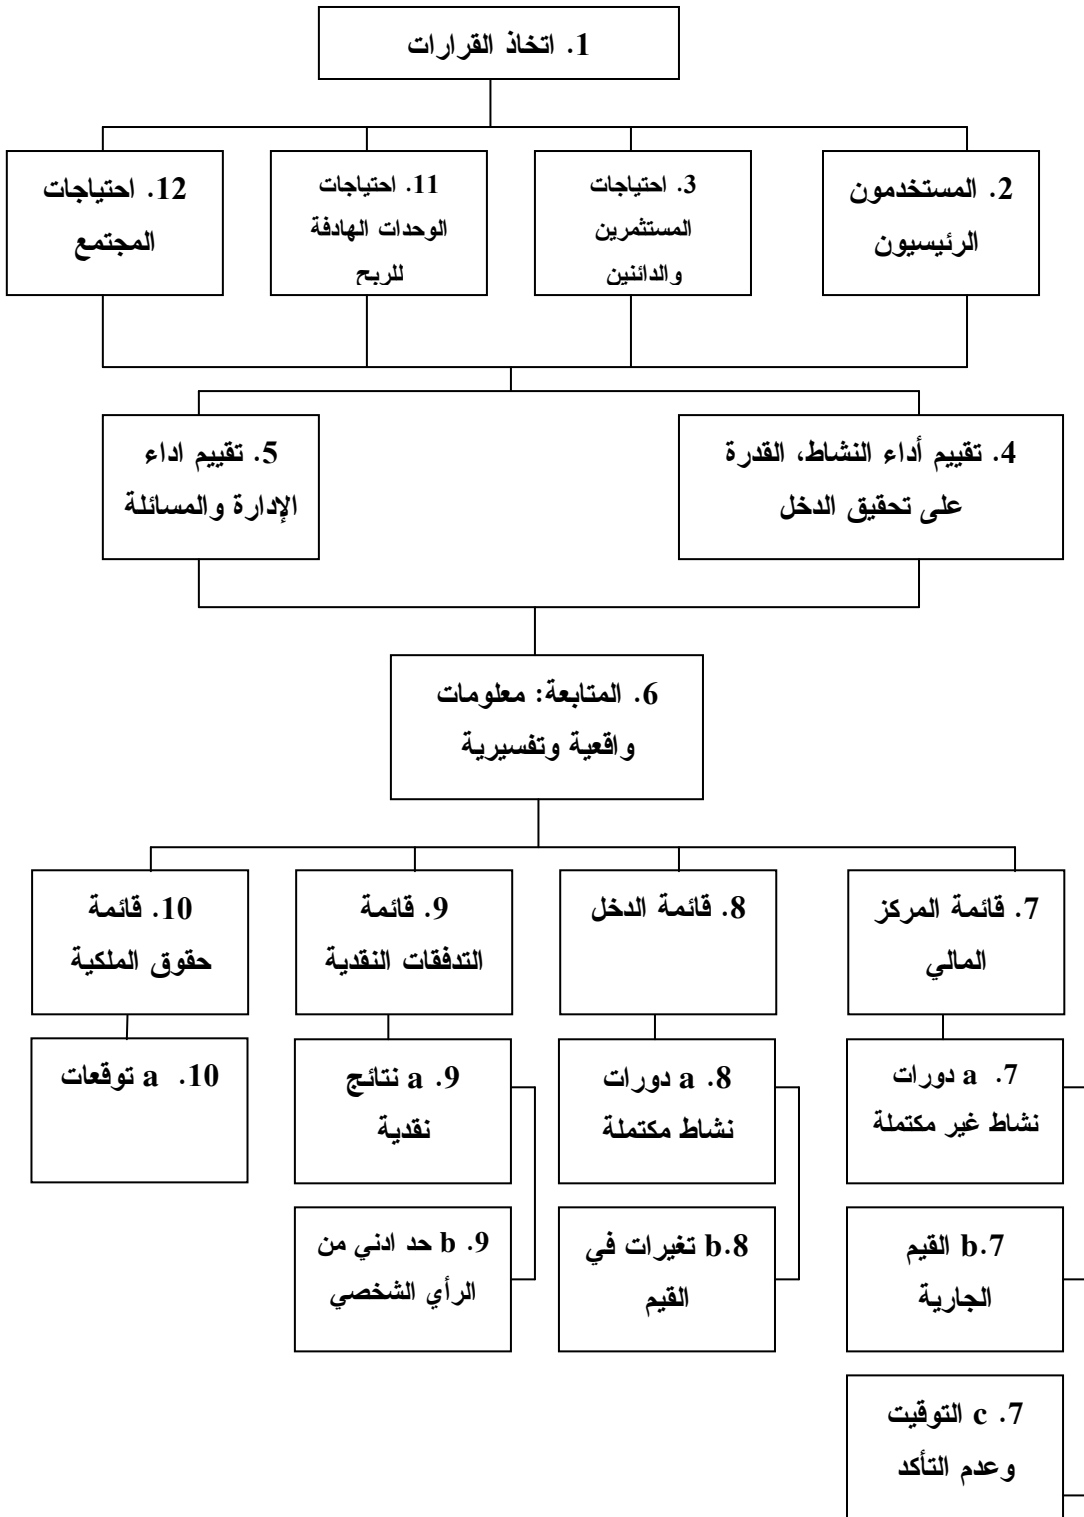 1. اتخاذ القرارات
2. المستخدمون
الرئيسيون
3. احتياجات
المستثمرين
والدائنين
11. احتياجات
الوحدات الهادفة
للربح
12. احتياجات
المجتمع
4. تقييم أداء النشاط، القدرة
على تحقيق الدخل
5. تقييم اداء
الإدارة والمسائلة
6. المتابعة: معلومات
واقعية وتفسيرية
7. قائمة المركز
المالي
8. قائمة الدخل
9. قائمة
التدفقات النقدية
10. قائمة
حقوق الملكية
7. a دورات
نشاط غير مكتملة
8. a دورات
نشاط مكتملة
9. a نتائج
نقدية
10. a توقعات
7.b القيم
الجارية
8.b تغيرات في
القيم
9. b حد ادني من
الرأي الشخصي
7. c التوقيت
وعدم التأكد